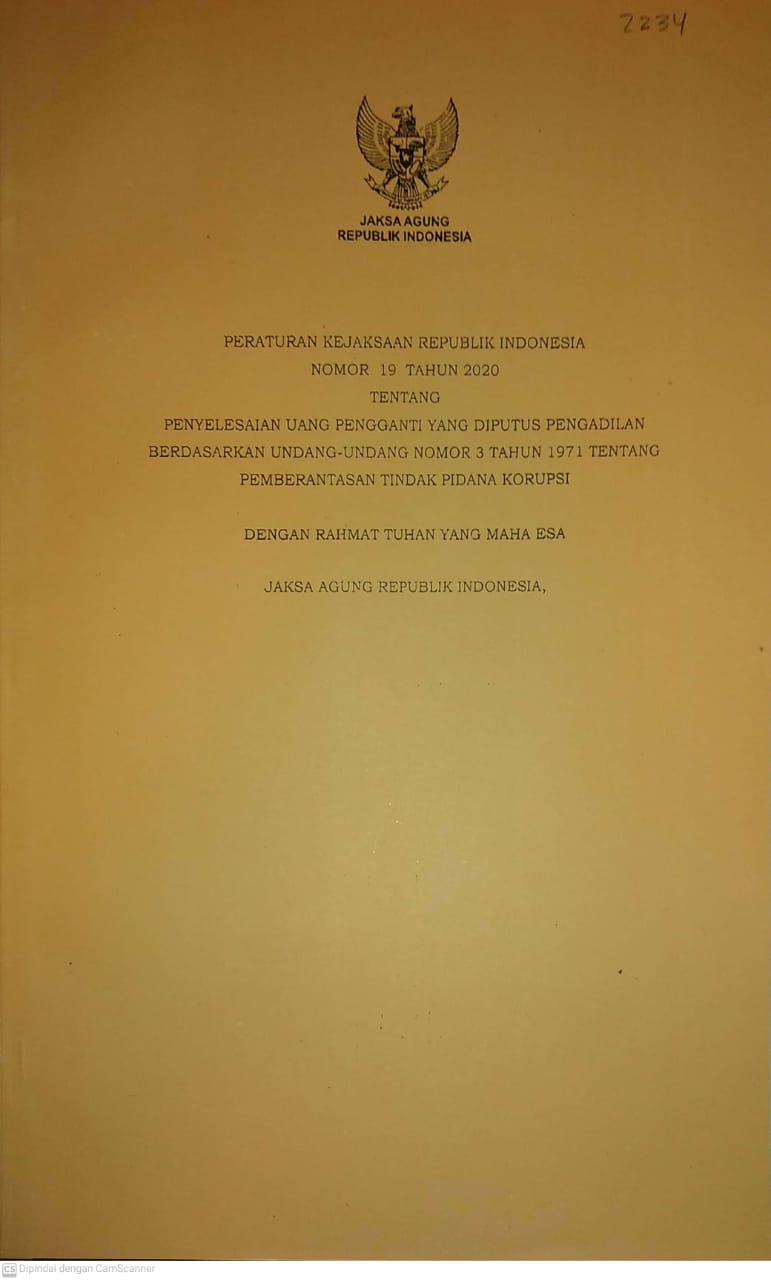 2234
JAKSA AGUNG
REPUBLIK INDONESIA
PERATURAN KEJAKSAAN REPUBLIK INDONESIA
NOMOR 19 TAHUN 2020
TENTANG
PENYELESAIAN UANG PENGGANTI YANG DIPUTUS PENGADILAN
BERDASARKAN UNDANG-UNDANG NOMOR 3 TAHUN 1971 TENTANG
PEMBERANTASAN TINDAK PIDANA KORUPSI
DENGAN RAHMAT TUHAN YANG MAHA ESA
JAKSA AGUNG REPUBLIK INDONESIA,
CS Dipindai dengan CamScanner